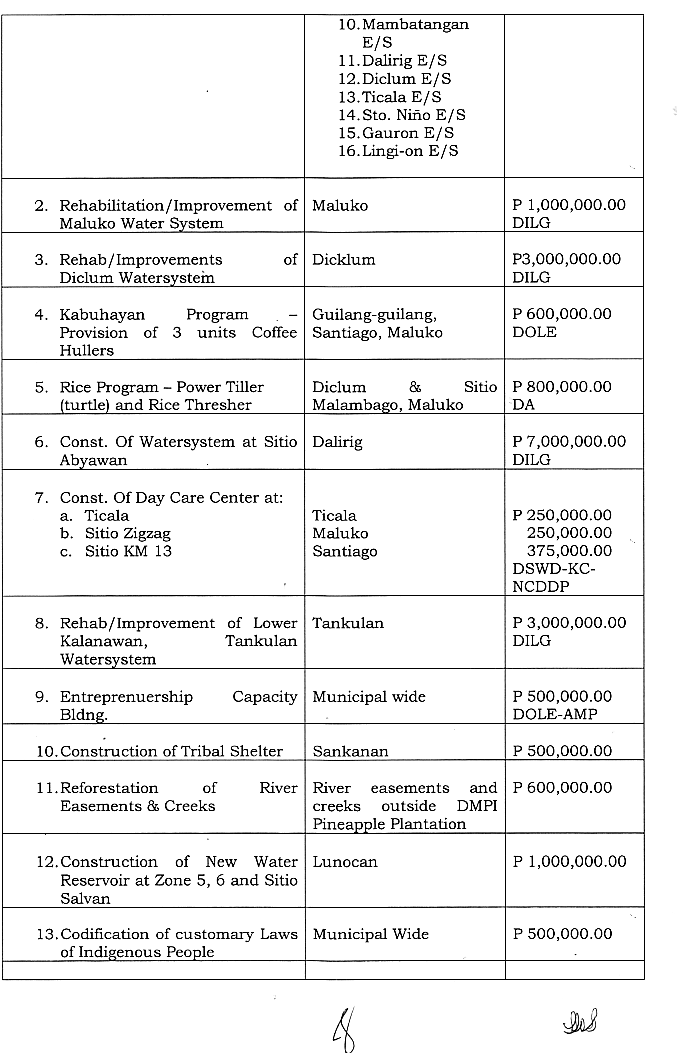 10. Mambatangan
E/S
11. Dalirig E/S
12. Diclum E/S
13. Ticala E/S
14. Sto. Niño E/S
15. Gauron E/S
16. Lingi-on E/S
2. Rehabilitation/Improvement of
Maluko Water System
Maluko
P 1,000,000.00
DILG
3. Rehab/Improvements of
Diclum Watersystem
Dicklum
P3,000,000.00
DILG
4. Kabuhayan Program –
Provision of 3 units Coffee
Hullers
Guilang-guilang,
Santiago, Maluko
P 600,000.00
DOLE
5. Rice Program – Power Tiller
(turtle) and Rice Thresher
Diclum & Sitio
Malambago, Maluko
P 800,000.00
DA
6. Const. Of Watersystem at Sitio
Abyawan
Dalirig
P 7,000,000.00
DILG
7. Const. Of Day Care Center at:
a. Ticala
b. Sitio Zigzag
c. Sitio KM 13
Ticala
Maluko
Santiago
P 250,000.00
250,000.00
375,000.00
DSWD-KC-
NCDDP
8. Rehab/Improvement of Lower
Kalanawan, Tankulan
Watersystem
Tankulan
P 3,000,000.00
DILG
9. Entreprenuership Capacity
Bldng.
Municipal wide
P 500,000.00
DOLE-AMP
10. Construction of Tribal Shelter
Sankanan
P 500,000.00
11. Reforestation of River
Easements & Creeks
River easements and
creeks outside DMPI
Pineapple Plantation
P 600,000.00
12. Construction of New Water
Reservoir at Zone 5, 6 and Sitio
Salvan
Lunocan
P 1,000,000.00
13. Codification of customary Laws
of Indigenous People
Municipal Wide
P 500,000.00